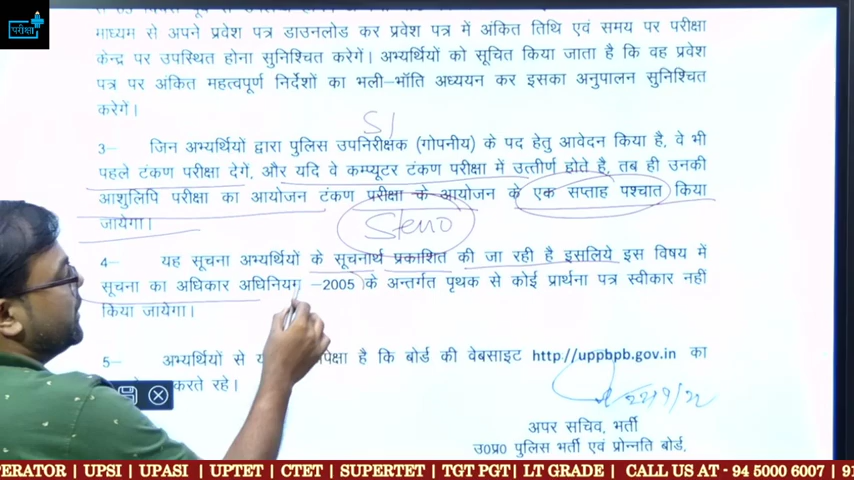 परीक्षा
माध्यम से अपने प्रवेश पत्र डाउनलोड कर प्रवेश पत्र में अंकित तिथि एवं समय पर परीक्षा
केन्द्र पर उपस्थित होना सुनिश्चित करेगें। अभ्यर्थियों को सूचित किया जाता है कि वह प्रवेश
पत्र पर अंकित महत्वपूर्ण निर्देशों का भली–भॉति अध्ययन कर इसका अनुपालन सुनिश्चित
करेगें।
SI
3– जिन अभ्यर्थियों द्वारा पुलिस उपनिरीक्षक (गोपनीय) के पद हेतु आवेदन किया है, वे भी
पहले टंकण परीक्षा देगें, और यदि वे कम्प्यूटर टंकण परीक्षा में उत्तीर्ण होते है, तब ही उनकी
आशुलिपि परीक्षा का आयोजन टंकण परीक्षा के आयोजन के एक सप्ताह पश्चात किया
जायेगा।
Steno
4– यह सूचना अभ्यर्थियों के सूचनार्थ प्रकाशित की जा रही है इसलिये इस विषय में
सूचना का अधिकार अधिनियम –2005 के अन्तर्गत पृथक से कोई प्रार्थना पत्र स्वीकार नहीं
किया जायेगा।
5– अभ्यर्थियों से है कि बोर्ड की वेबसाइट http://uppbpb.gov.in का
करते रहे।
अपर सचिव, भर्ती
उ0प्र0 पुलिस भर्ती एवं प्रोन्नति बोर्ड,
ERATOR | UPSI | UPASI | UPTET | CTET | SUPERTET | TGT PGT| LT GRADE | CALL US AT - 94 5000 6007 | 91